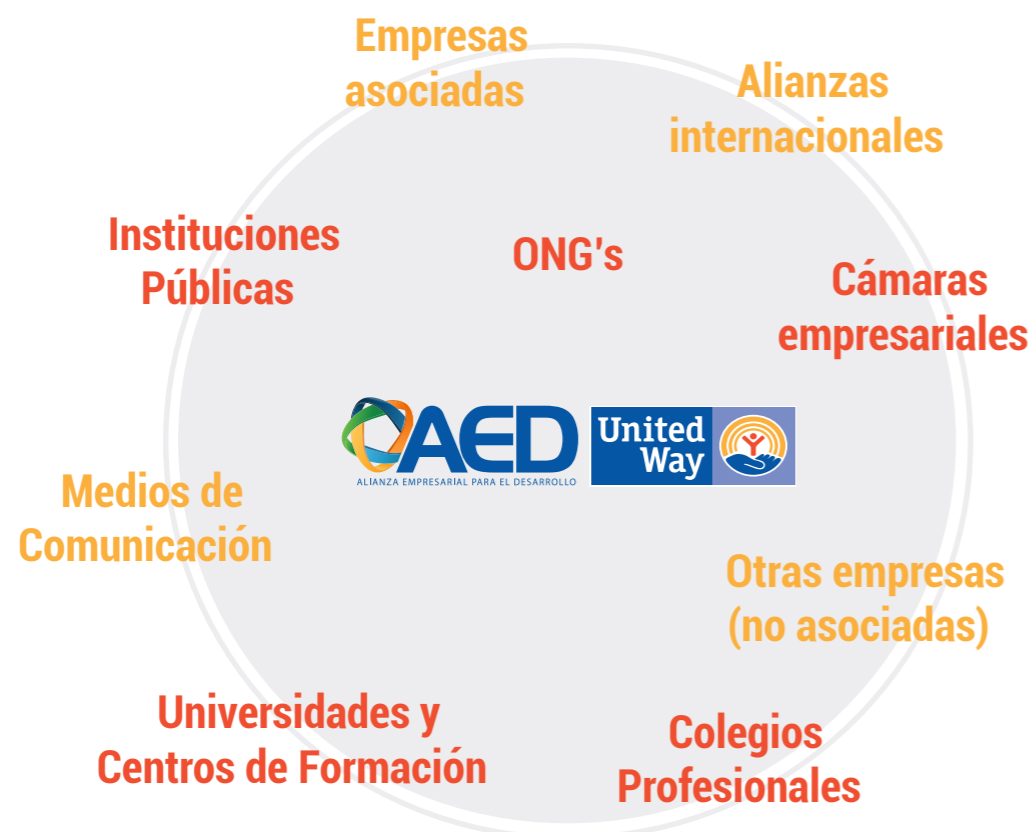 Empresas
asociadas
Alianzas
internacionales
Instituciones
Públicas
ONG's
Cámaras
empresariales
AED
ALIANZA EMPRESARIAL PARA EL DESARROLLO
United
Way
Medios de
Comunicación
Otras empresas
(no asociadas)
Universidades y
Centros de Formación
Colegios
Profesionales